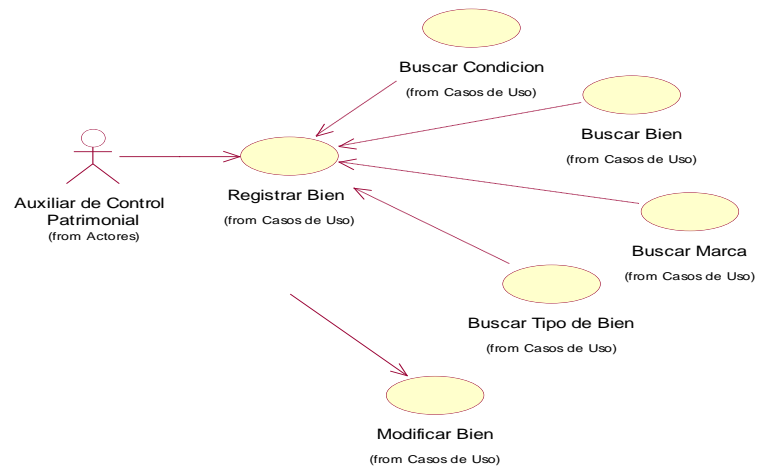 Buscar Condicion
(from Casos de Uso)
Buscar Bien
(from Casos de Uso)
Auxiliar de Control
Patrimonial
(from Actores)
Registrar Bien
(from Casos de Uso)
Buscar Marca
(from Casos de Uso)
Buscar Tipo de Bien
(from Casos de Uso)
Modificar Bien
(from Casos de Uso)